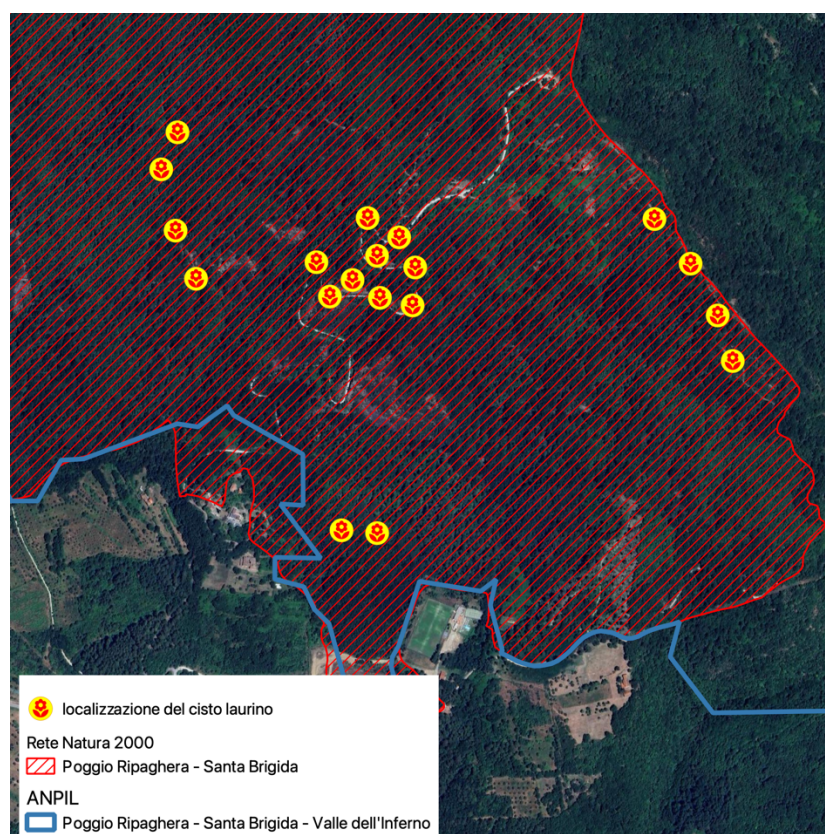 localizzazione del cisto laurino
Rete Natura 2000
Poggio Ripaghera - Santa Brigida
ANPIL
Poggio Ripaghera - Santa Brigida - Valle dell'Inferno